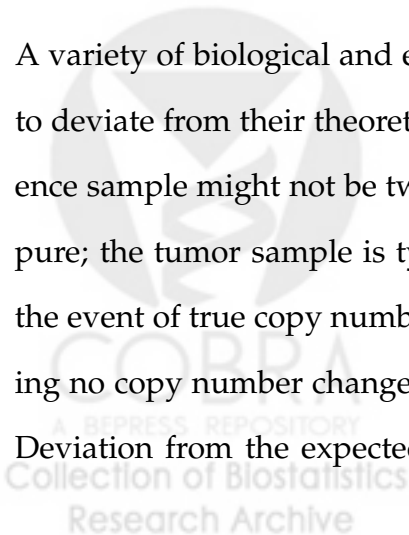 A variety of biological and e
to deviate from their theoret
ence sample might not be tw
pure; the tumor sample is ty
the event of true copy numb
COBRA
ing no copy number change
A BEPRESS REPOSITORY
Deviation from the expected
Collection of Biostatistics
Research Archive